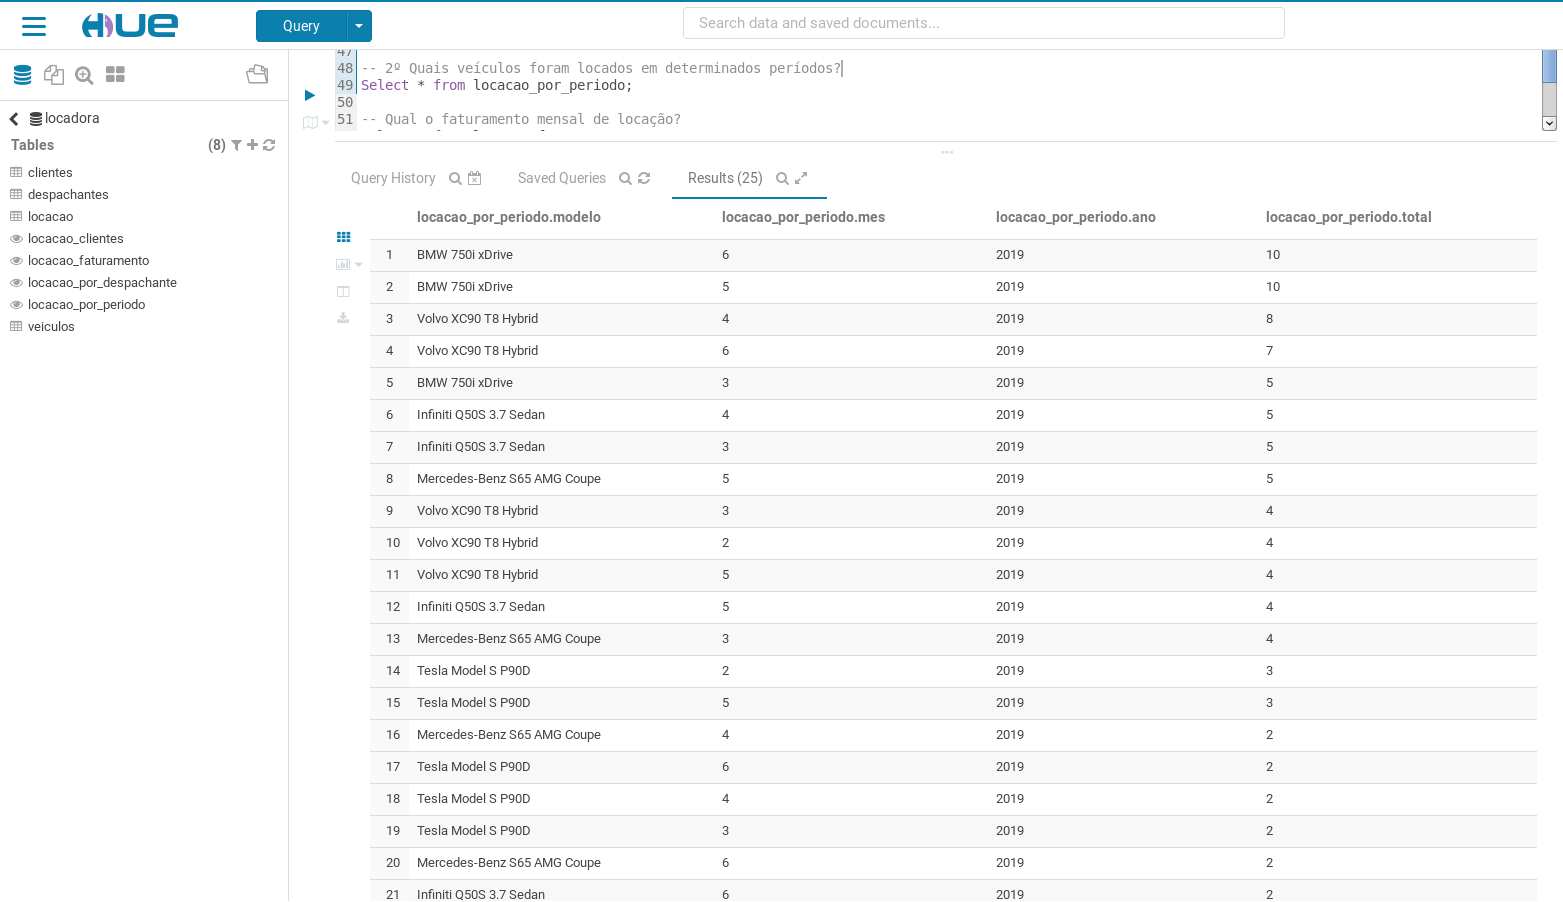 HUE
Query
Search data and saved documents...
47
48 -- 2º Quais veículos foram locados em determinados períodos?
49 Select * from locacao_por_periodo;
50
51 -- Qual o faturamento mensal de locação?
locadora
Tables (8)
clientes
despachantes
locacao
locacao_clientes
locacao_faturamento
locacao_por_despachante
locacao_por_periodo
veiculos
Query History Saved Queries Results (25)
locacao_por_periodo.modelo locacao_por_periodo.mes locacao_por_periodo.ano locacao_por_periodo.total
1 BMW 750i xDrive 6 2019 10
2 BMW 750i xDrive 5 2019 10
3 Volvo XC90 T8 Hybrid 4 2019 8
4 Volvo XC90 T8 Hybrid 6 2019 7
5 BMW 750i xDrive 3 2019 5
6 Infiniti Q50S 3.7 Sedan 4 2019 5
7 Infiniti Q50S 3.7 Sedan 3 2019 5
8 Mercedes-Benz S65 AMG Coupe 5 2019 5
9 Volvo XC90 T8 Hybrid 3 2019 4
10 Volvo XC90 T8 Hybrid 2 2019 4
11 Volvo XC90 T8 Hybrid 5 2019 4
12 Infiniti Q50S 3.7 Sedan 5 2019 4
13 Mercedes-Benz S65 AMG Coupe 3 2019 4
14 Tesla Model S P90D 2 2019 3
15 Tesla Model S P90D 5 2019 3
16 Mercedes-Benz S65 AMG Coupe 4 2019 2
17 Tesla Model S P90D 6 2019 2
18 Tesla Model S P90D 4 2019 2
19 Tesla Model S P90D 3 2019 2
20 Mercedes-Benz S65 AMG Coupe 6 2019 2
21 Infiniti Q50S 3.7 Sedan 6 2019 2